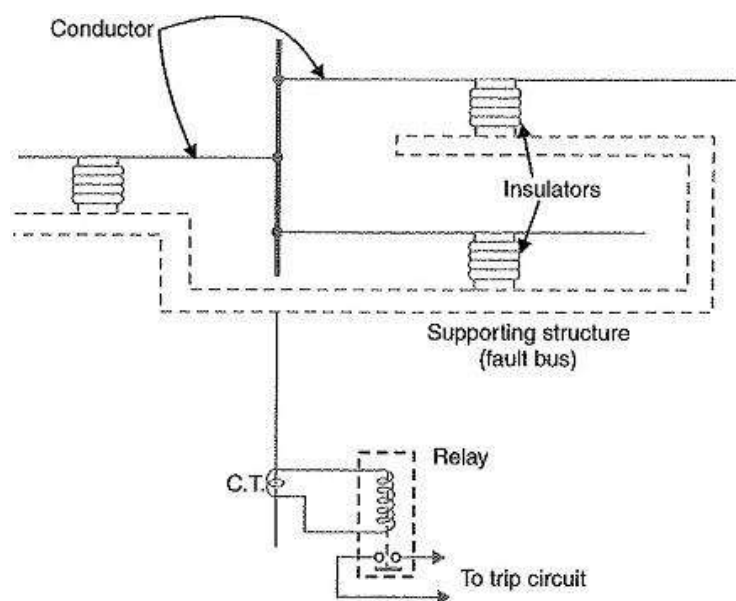 Conductor
Insulators
Supporting structure
(fault bus)
Relay
C.T.
To trip circuit